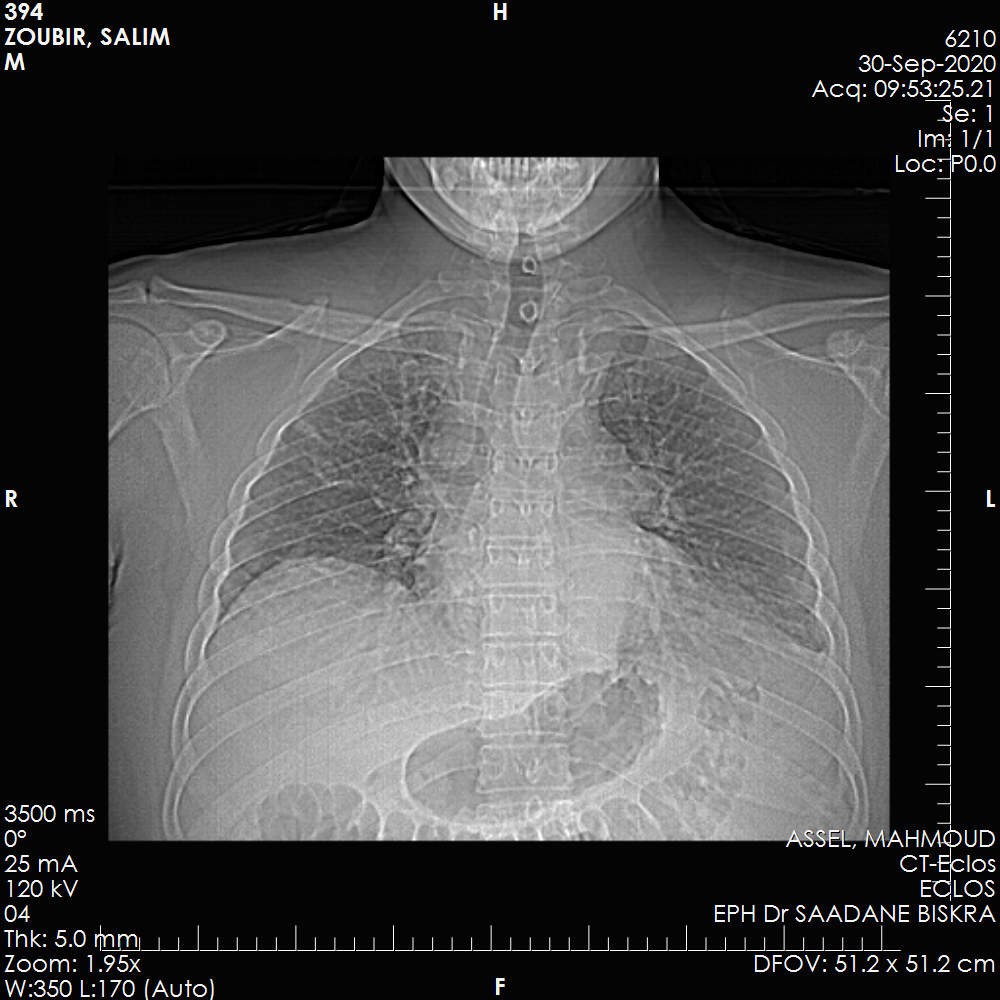 394
ZOUBIR, SALIM
M
H
6210
30-Sep-2020
Acq: 09:53:25.21
Se: 1
Im: 1/1
Loc: P0.0
R
L
3500 ms
0°
25 mA
120 kV
04
Thk: 5.0 mm
Zoom: 1.95x
W:350 L:170 (Auto)
F
ASSEL, MAHMOUD
CT-Eclos
ECLOS
EPH Dr SAADANE BISKRA
DFOV: 51.2 x 51.2 cm